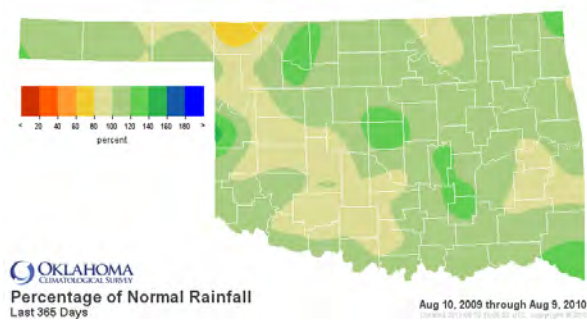 < 20 40 60 80 100 120 140 160 180 >
percent
OKLAHOMA
CLIMATOLOGICAL SURVEY
Percentage of Normal Rainfall
Last 365 Days
Aug 10, 2009 through Aug 9, 2010